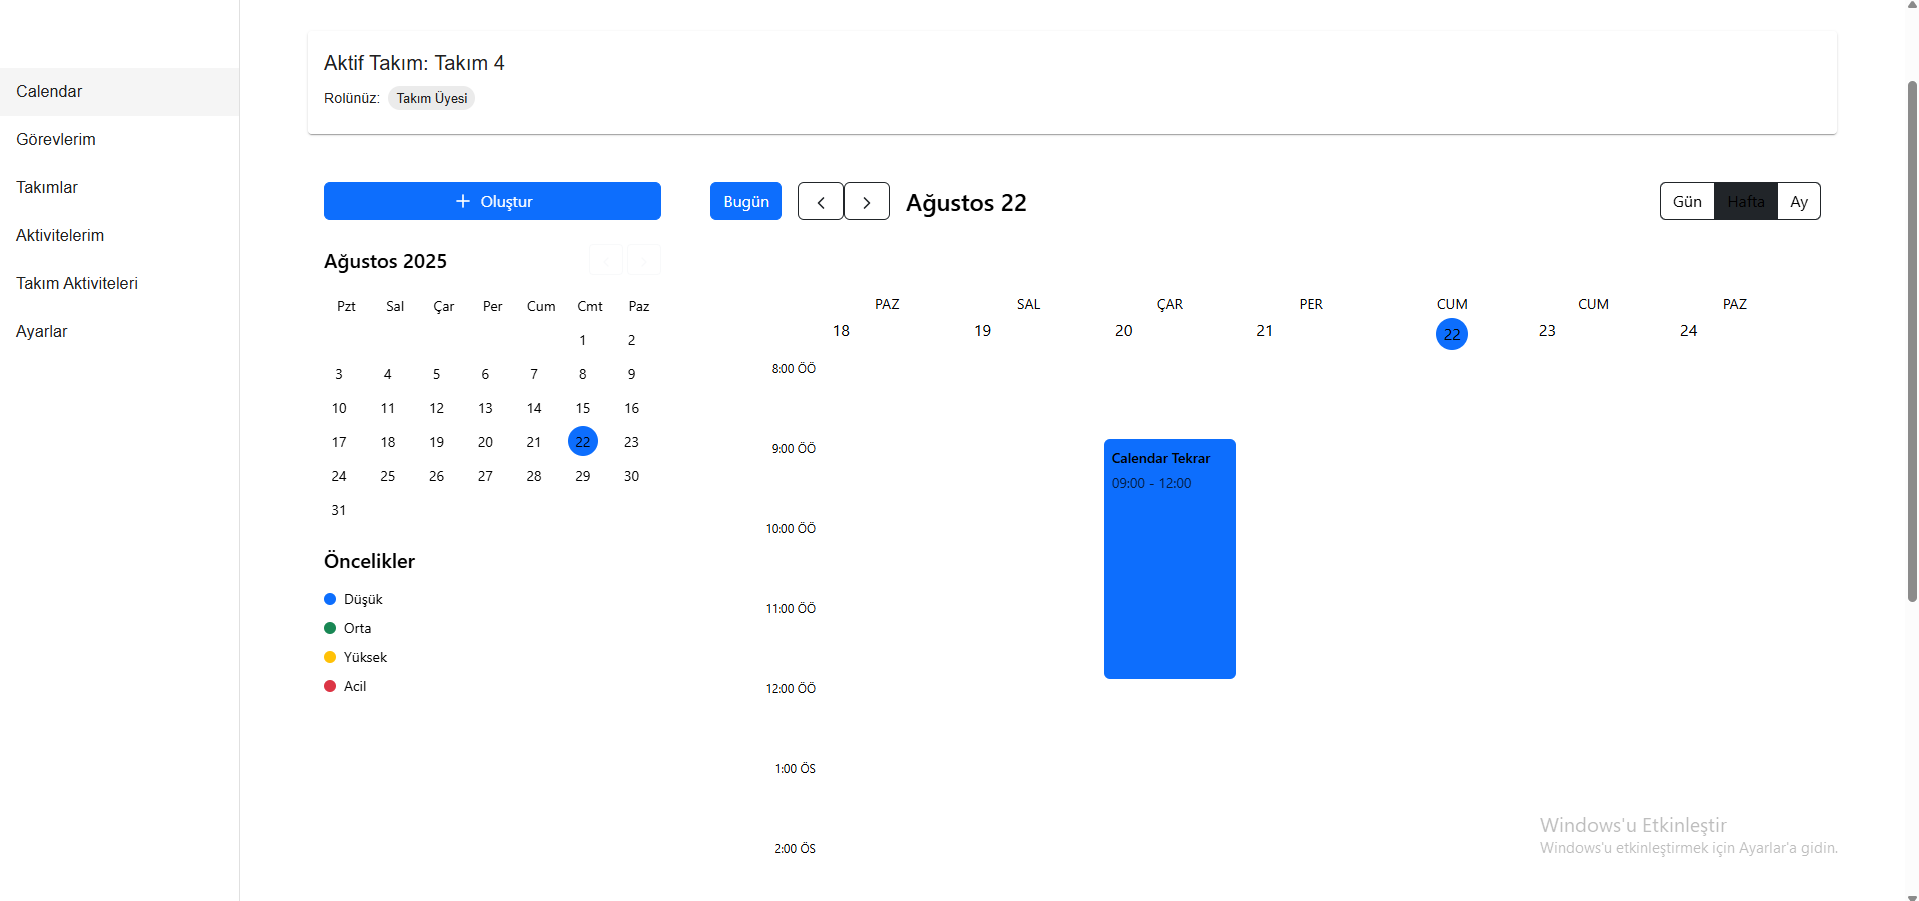 Calendar
Görevlerim
Takımlar
Aktivitelerim
Takım Aktiviteleri
Ayarlar
Aktif Takım: Takım 4
Rolünüz: Takım Üyesi
+ Oluştur
Ağustos 2025
Pzt Sal Çar Per Cum Cmt Paz
1 2
3 4 5 6 7 8 9
10 11 12 13 14 15 16
17 18 19 20 21 22 23
24 25 26 27 28 29 30
31
Öncelikler
Düşük
Orta
Yüksek
Acil
Bugün < > Ağustos 22
Gün Hafta Ay
PAZ SAL ÇAR PER CUM CUM PAZ
18 19 20 21 22 23 24
8:00 ÖÖ
9:00 ÖÖ
Calendar Tekrar
09:00 - 12:00
10:00 ÖÖ
11:00 ÖÖ
12:00 ÖÖ
1:00 ÖS
2:00 ÖS
Windows'u Etkinleştir
Windows'u etkinleştirmek için Ayarlar'a gidin.